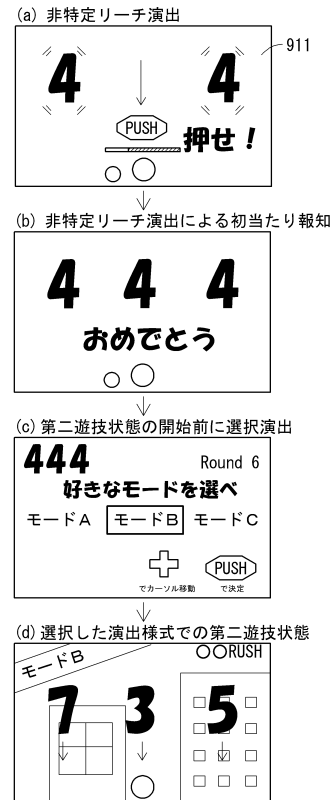 (a) 非特定リーチ演出
911
4 4
PUSH
押せ！
(b) 非特定リーチ演出による初当たり報知
4 4 4
おめでとう
(c) 第二遊技状態の開始前に選択演出
444
Round 6
好きなモードを選べ
モードA モードB モードC
PUSH
でカーソル移動 で決定
(d) 選択した演出様式での第二遊技状態
モードB
〇〇RUSH
7 3 5